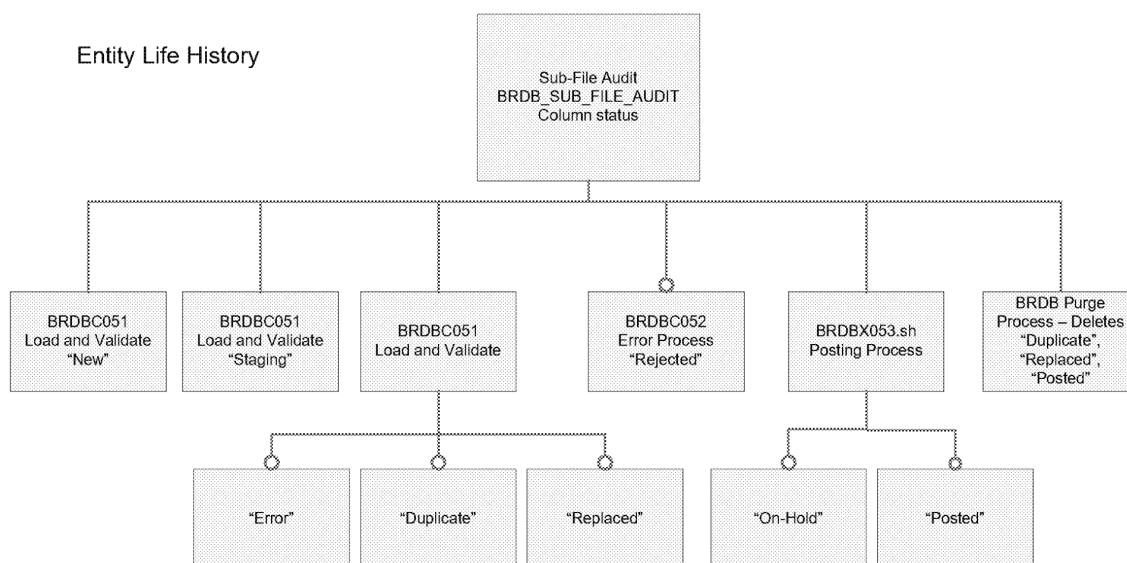 Entity Life History
Sub-File Audit
BRDB_SUB_FILE_AUDIT
Column status
BRDBC051
Load and Validate
“New”
BRDBC051
Load and Validate
“Staging”
BRDBC051
Load and Validate
BRDBC052
Error Process
“Rejected”
BRDBX053.sh
Posting Process
BRDB Purge
Process – Deletes
“Duplicate”,
“Replaced”,
“Posted”
“Error”
“Duplicate”
“Replaced”
“On-Hold”
“Posted”